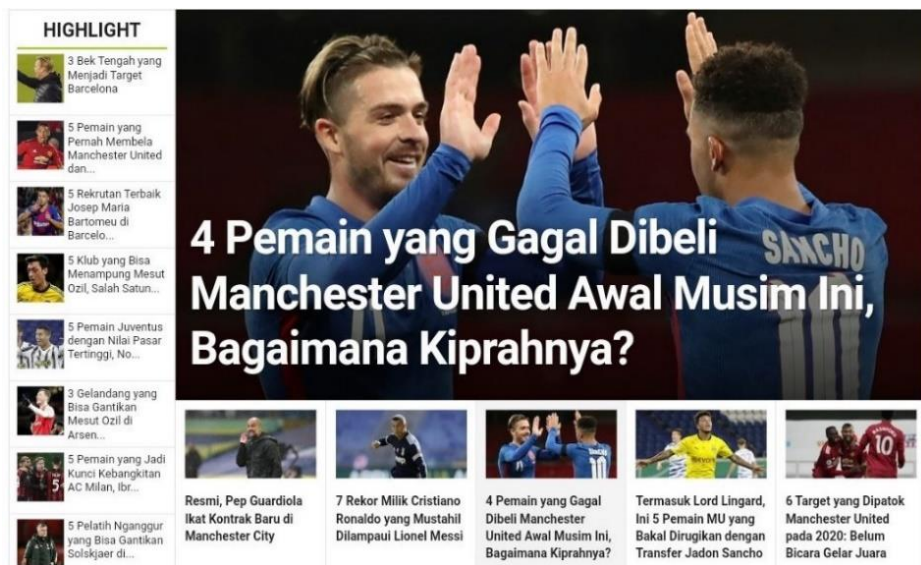 HIGHLIGHT
3 Bek Tengah yang
Menjadi Target
Barcelona
5 Pemain yang
Pernah Membela
Manchester United
dan...
5 Rekrutan Terbaik
Josep Maria
Bartomeu di
Barcelo...
5 Klub yang Bisa
Menampung Mesut
Ozil, Salah Satun...
5 Pemain Juventus
dengan Nilai Pasar
Tertinggi, No...
3 Gelandang yang
Bisa Gantikan
Mesut Ozil di
Arsen...
5 Pemain yang Jadi
Kunci Kebangkitan
AC Milan, Ibr...
5 Pelatih Nganggur
yang Bisa Gantikan
Solskjaer di...
SANCHO
4 Pemain yang Gagal Dibeli
Manchester United Awal Musim Ini,
Bagaimana Kiprahnya?
Resmi, Pep Guardiola
Ikat Kontrak Baru di
Manchester City
7 Rekor Milik Cristiano
Ronaldo yang Mustahil
Dilampaui Lionel Messi
SANCHO
4 Pemain yang Gagal
Dibeli Manchester
United Awal Musim Ini,
Bagaimana Kiprahnya?
Termasuk Lord Lingard,
Ini 5 Pemain MU yang
Bakal Dirugikan dengan
Transfer Jadon Sancho
10
6 Target yang Dipatok
Manchester United
pada 2020: Belum
Bicara Gelar Juara